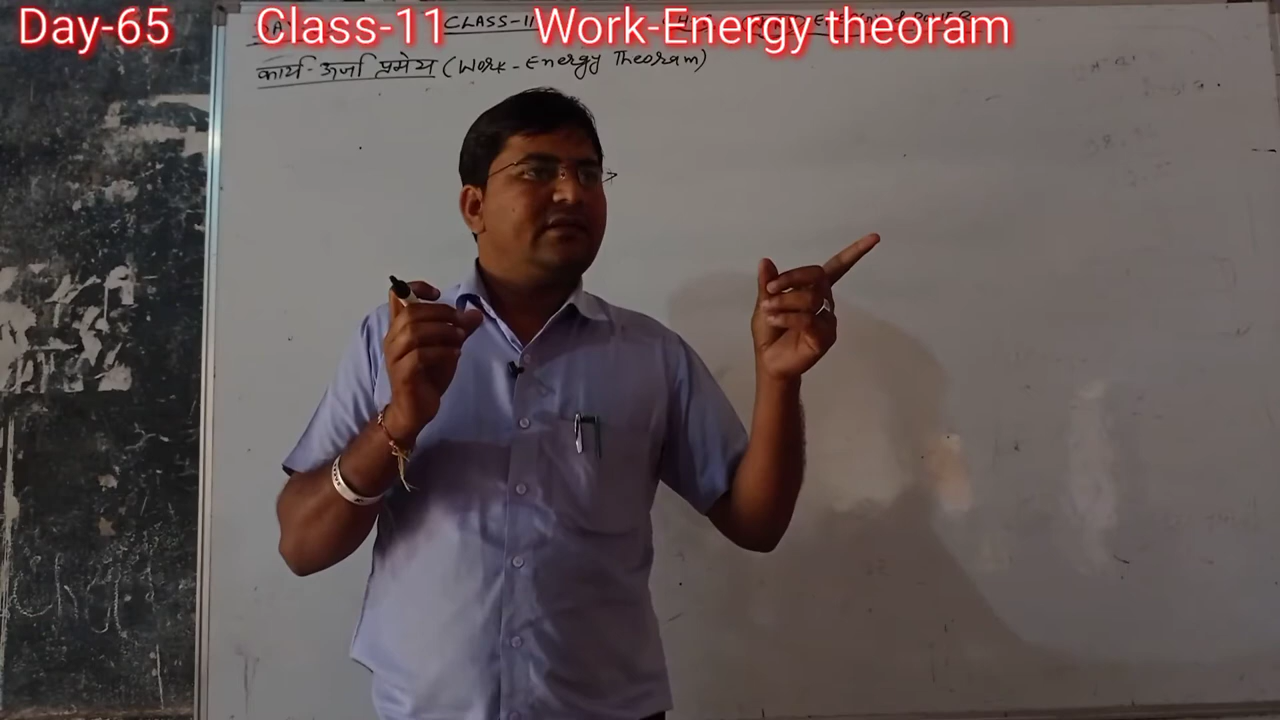 Day-65 Class-11 Work-Energy theoram
CLASS-11
कार्य-ऊर्जा प्रमेय (Work-Energy Theoram)